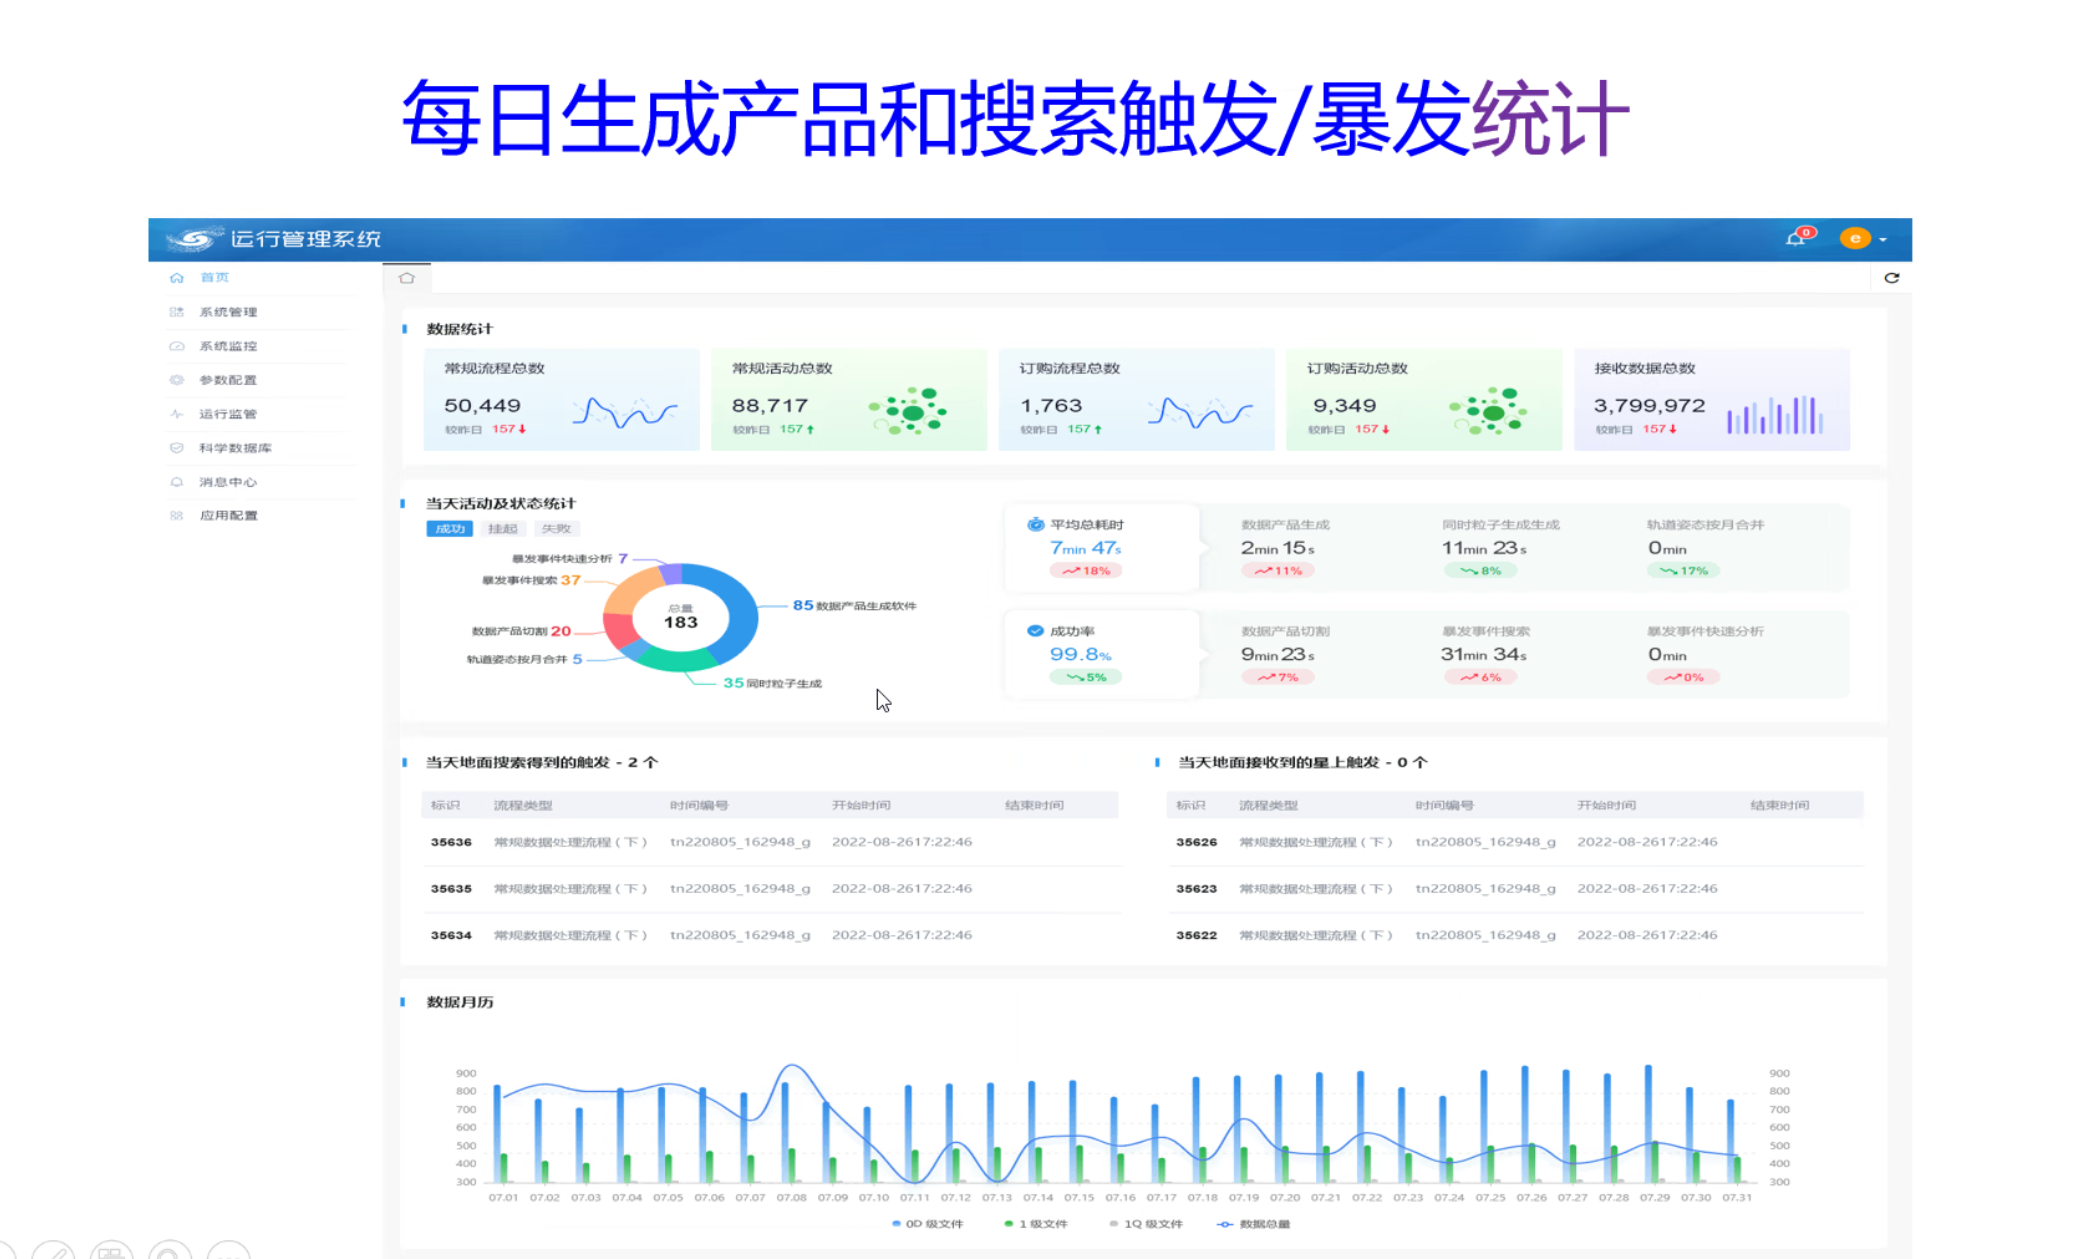 每日生成产品和搜索触发/暴发统计
运行管理系统
0
e
首页
系统管理
系统监控
参数配置
运行监管
科学数据库
消息中心
应用配置
数据统计
常规流程总数
50,449
较昨日 157
常规活动总数
88,717
较昨日 157
订购流程总数
1,763
较昨日 157
订购活动总数
9,349
较昨日 157
接收数据总数
3,799,972
较昨日 157
当天活动及状态统计
成功 挂起 失败
暴发事件快速分析 7
暴发事件搜索 37
数据产品切割 20
轨道姿态按月合并 5
总量
183
85 数据产品生成软件
35 同时粒子生成
平均总耗时
7min 47s
18%
数据产品生成
2min 15s
11%
同时粒子生成生成
11min 23s
8%
轨道姿态按月合并
0min
17%
成功率
99.8%
5%
数据产品切割
9min 23s
7%
暴发事件搜索
31min 34s
6%
暴发事件快速分析
0min
0%
当天地面搜索得到的触发 - 2 个
标识 流程类型 时间编号 开始时间 结束时间
35636 常规数据处理流程（下） tn220805_162948_g 2022-08-2617:22:46
35635 常规数据处理流程（下） tn220805_162948_g 2022-08-2617:22:46
35634 常规数据处理流程（下） tn220805_162948_g 2022-08-2617:22:46
当天地面接收到的星上触发 - 0 个
标识 流程类型 时间编号 开始时间 结束时间
35626 常规数据处理流程（下） tn220805_162948_g 2022-08-2617:22:46
35623 常规数据处理流程（下） tn220805_162948_g 2022-08-2617:22:46
35622 常规数据处理流程（下） tn220805_162948_g 2022-08-2617:22:46
数据月历
900
800
700
600
500
400
300
900
800
700
600
500
400
300
07.01 07.02 07.03 07.04 07.05 07.06 07.07 07.08 07.09 07.10 07.11 07.12 07.13 07.14 07.15 07.16 07.17 07.18 07.19 07.20 07.21 07.22 07.23 07.24 07.25 07.26 07.27 07.28 07.29 07.30 07.31
0D 级文件 1 级文件 1Q 级文件 数据总量